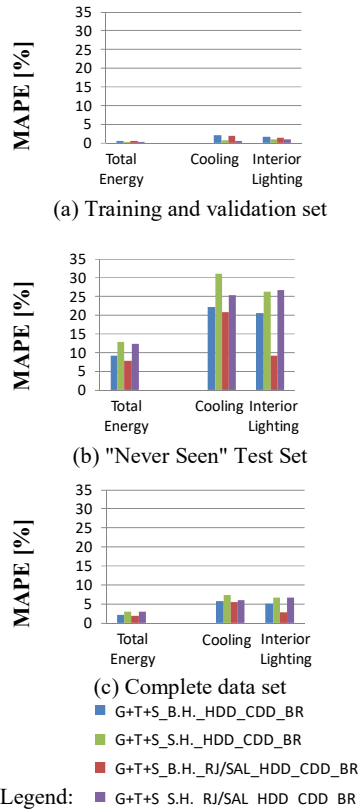 MAPE [%]
35
30
25
20
15
10
5
0
Total Energy
Cooling
Interior Lighting
(a) Training and validation set
MAPE [%]
35
30
25
20
15
10
5
0
Total Energy
Cooling
Interior Lighting
(b) "Never Seen" Test Set
MAPE [%]
35
30
25
20
15
10
5
0
Total Energy
Cooling
Interior Lighting
(c) Complete data set
G+T+S_B.H._HDD_CDD_BR
G+T+S_S.H._HDD_CDD_BR
G+T+S_B.H._RJ/SAL_HDD_CDD_BR
Legend: G+T+S_S.H._RJ/SAL_HDD_CDD_BR